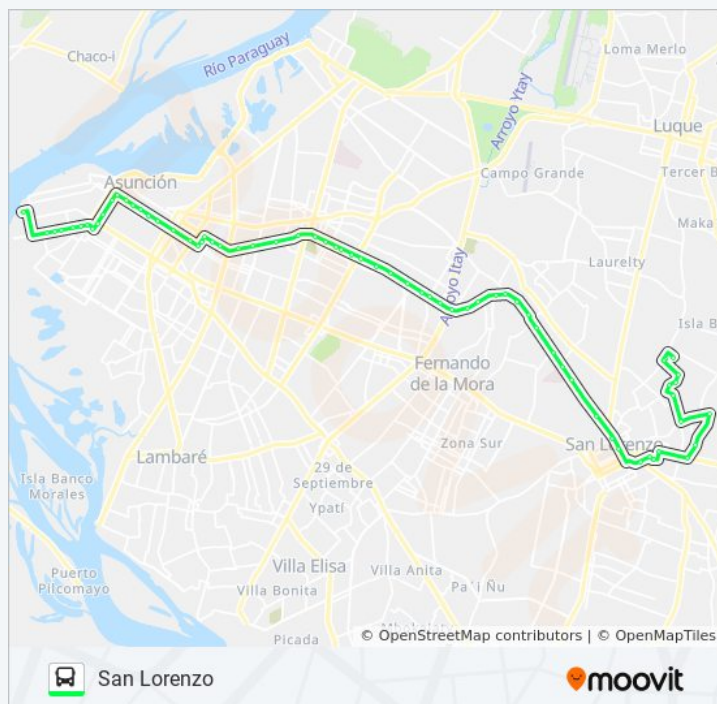 Chaco-i
Río Paraguay
Loma Merlo
Arroyo Ytay
Luque
Asunción
Campo Grande
Tercer B
Maka
Laurelty
Arroyo Itay
Isla B
Fernando
de la Mora
San Lorenzo
Zona Sur
Lambaré
29 de
Septiembre
Isla Banco
Morales
Ypatí
Villa Elisa
Villa Anita
Puerto
Pilcomayo
Villa Bonita
Pa'i Ñu
Picada
© OpenStreetMap contributors | © OpenMapTiles
San Lorenzo
moovit